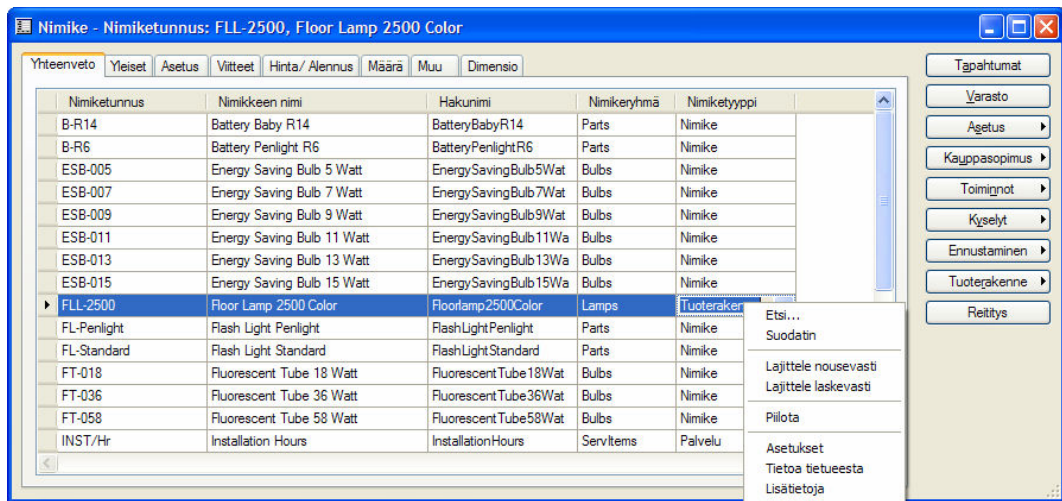 Nimike - Nimiketunnus: FLL-2500, Floor Lamp 2500 Color
Yhteenveto Yleiset Asetus Viitteet Hinta/ Alennus Määrä Muu Dimensio
Nimiketunnus Nimikkeen nimi Hakunimi Nimikeryhmä Nimiketyyppi
B-R14 Battery Baby R14 BatteryBabyR14 Parts Nimike
B-R6 Battery Penlight R6 BatteryPenlightR6 Parts Nimike
ESB-005 Energy Saving Bulb 5 Watt EnergySavingBulb5Wat Bulbs Nimike
ESB-007 Energy Saving Bulb 7 Watt EnergySavingBulb7Wat Bulbs Nimike
ESB-009 Energy Saving Bulb 9 Watt EnergySavingBulb9Wat Bulbs Nimike
ESB-011 Energy Saving Bulb 11 Watt EnergySavingBulb11Wa Bulbs Nimike
ESB-013 Energy Saving Bulb 13 Watt EnergySavingBulb13Wa Bulbs Nimike
ESB-015 Energy Saving Bulb 15 Watt EnergySavingBulb15Wa Bulbs Nimike
FLL-2500 Floor Lamp 2500 Color Floorlamp2500Color Lamps Tuoteraken
FL-Penlight Flash Light Penlight FlashLightPenlight Parts Nimike
FL-Standard Flash Light Standard FlashLightStandard Parts Nimike
FT-018 Fluorescent Tube 18 Watt FluorescentTube18Wat Bulbs Nimike
FT-036 Fluorescent Tube 36 Watt FluorescentTube36Wat Bulbs Nimike
FT-058 Fluorescent Tube 58 Watt FluorescentTube58Wat Bulbs Nimike
INST/Hr Installation Hours InstallationHours ServItems Palvelu
Etsi...
Suodatin
Lajittele nousevasti
Lajittele laskevasti
Piilota
Asetukset
Tietoa tietueesta
Lisätietoja
Tapahtumat
Varasto
Asetus
Kauppasopimus
Toiminnot
Kyselyt
Ennustaminen
Tuoterakenne
Reititys